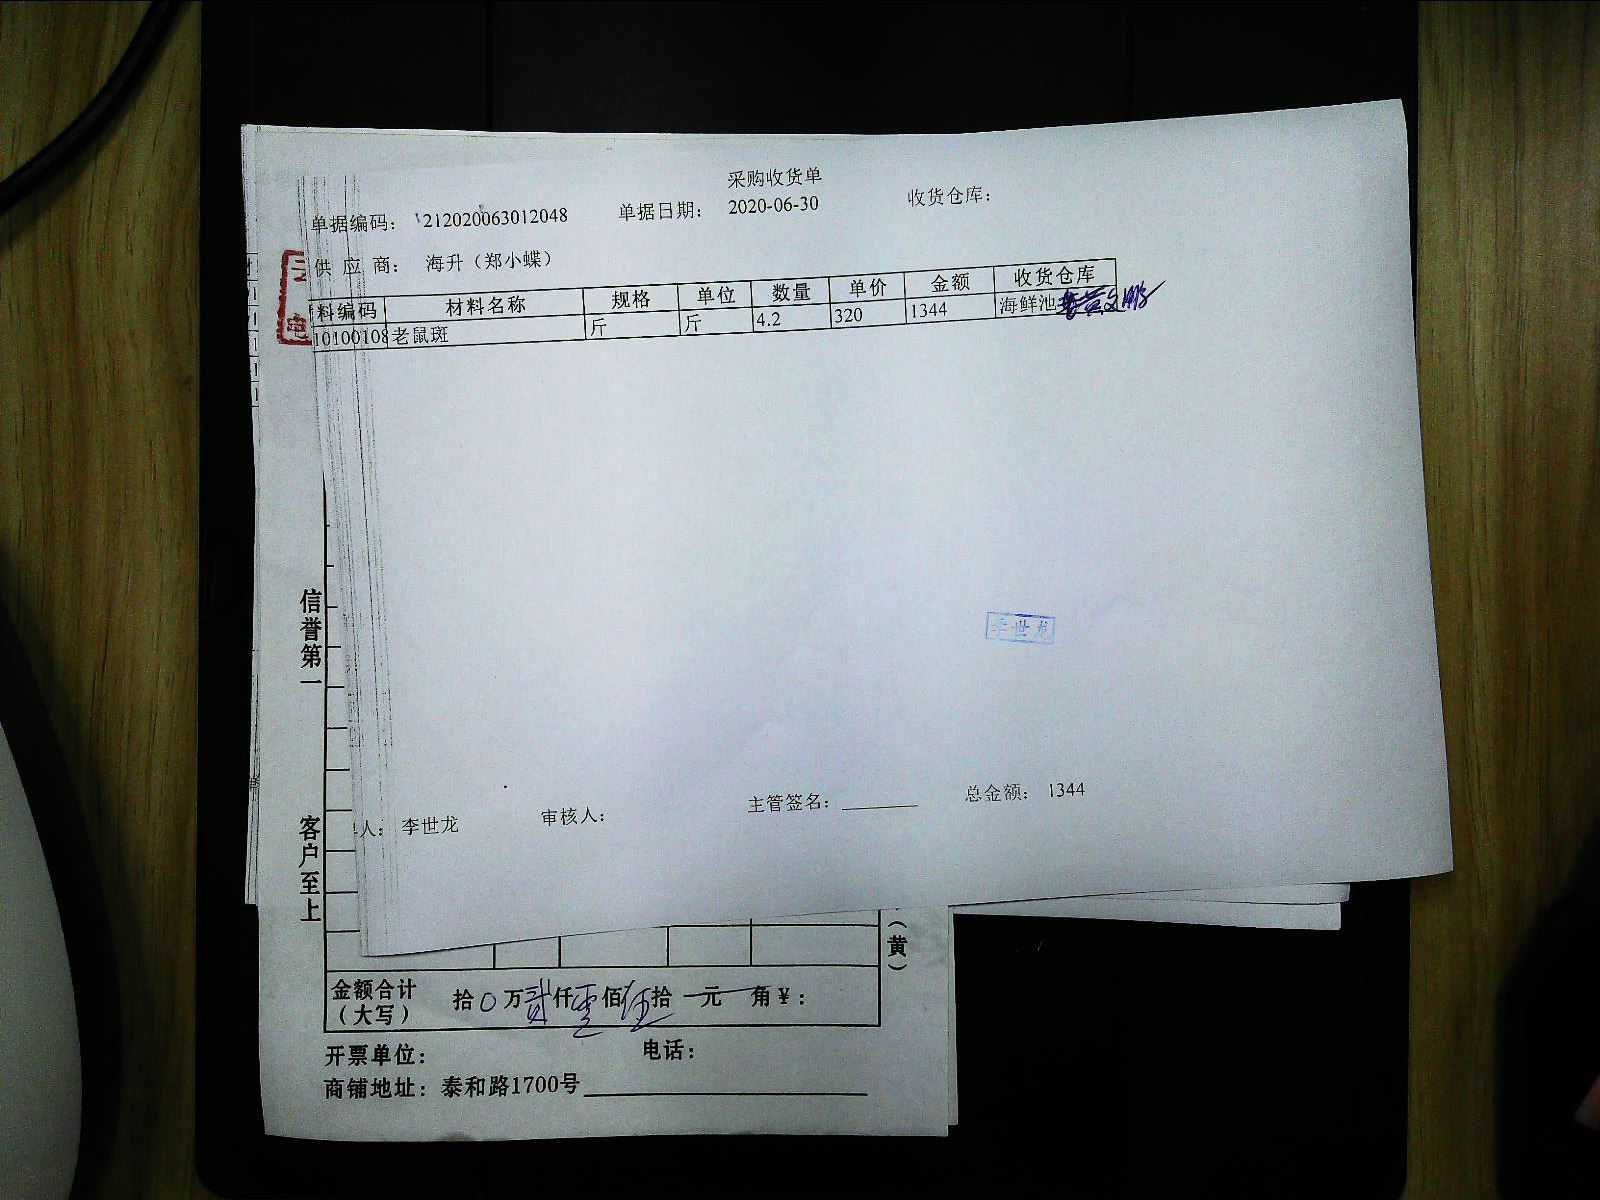 采购收货单
单据编码： 212020063012048 单据日期： 2020-06-30 收货仓库：
供 应 商： 海升（郑小蝶）
料编码 材料名称 规格 单位 数量 单价 金额 收货仓库
10100108 老鼠斑 斤 斤 4.2 320 1344 海鲜池
李世龙
人： 李世龙 审核人： 主管签名： 总金额： 1344
信誉第一
客户至上
（黄）
金额合计（大写） 拾0万贰仟壹佰伍拾 元 角￥：
开票单位： 电话：
商铺地址：泰和路1700号